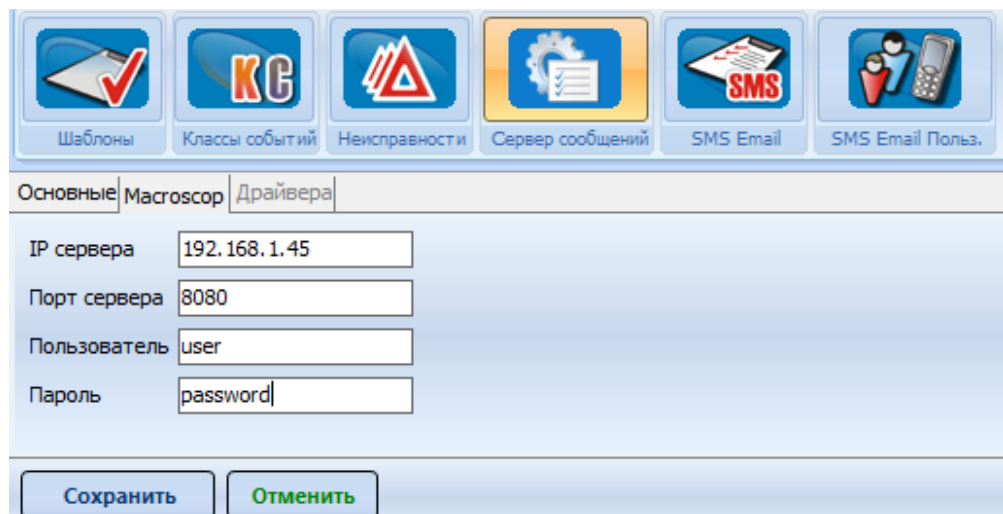 КС
SMS
Шаблоны Классы событий Неисправности Сервер сообщений SMS Email SMS Email Польз.
Основные Macroscop Драйвера
IP сервера 192.168.1.45
Порт сервера 8080
Пользователь user
Пароль password
Сохранить Отменить